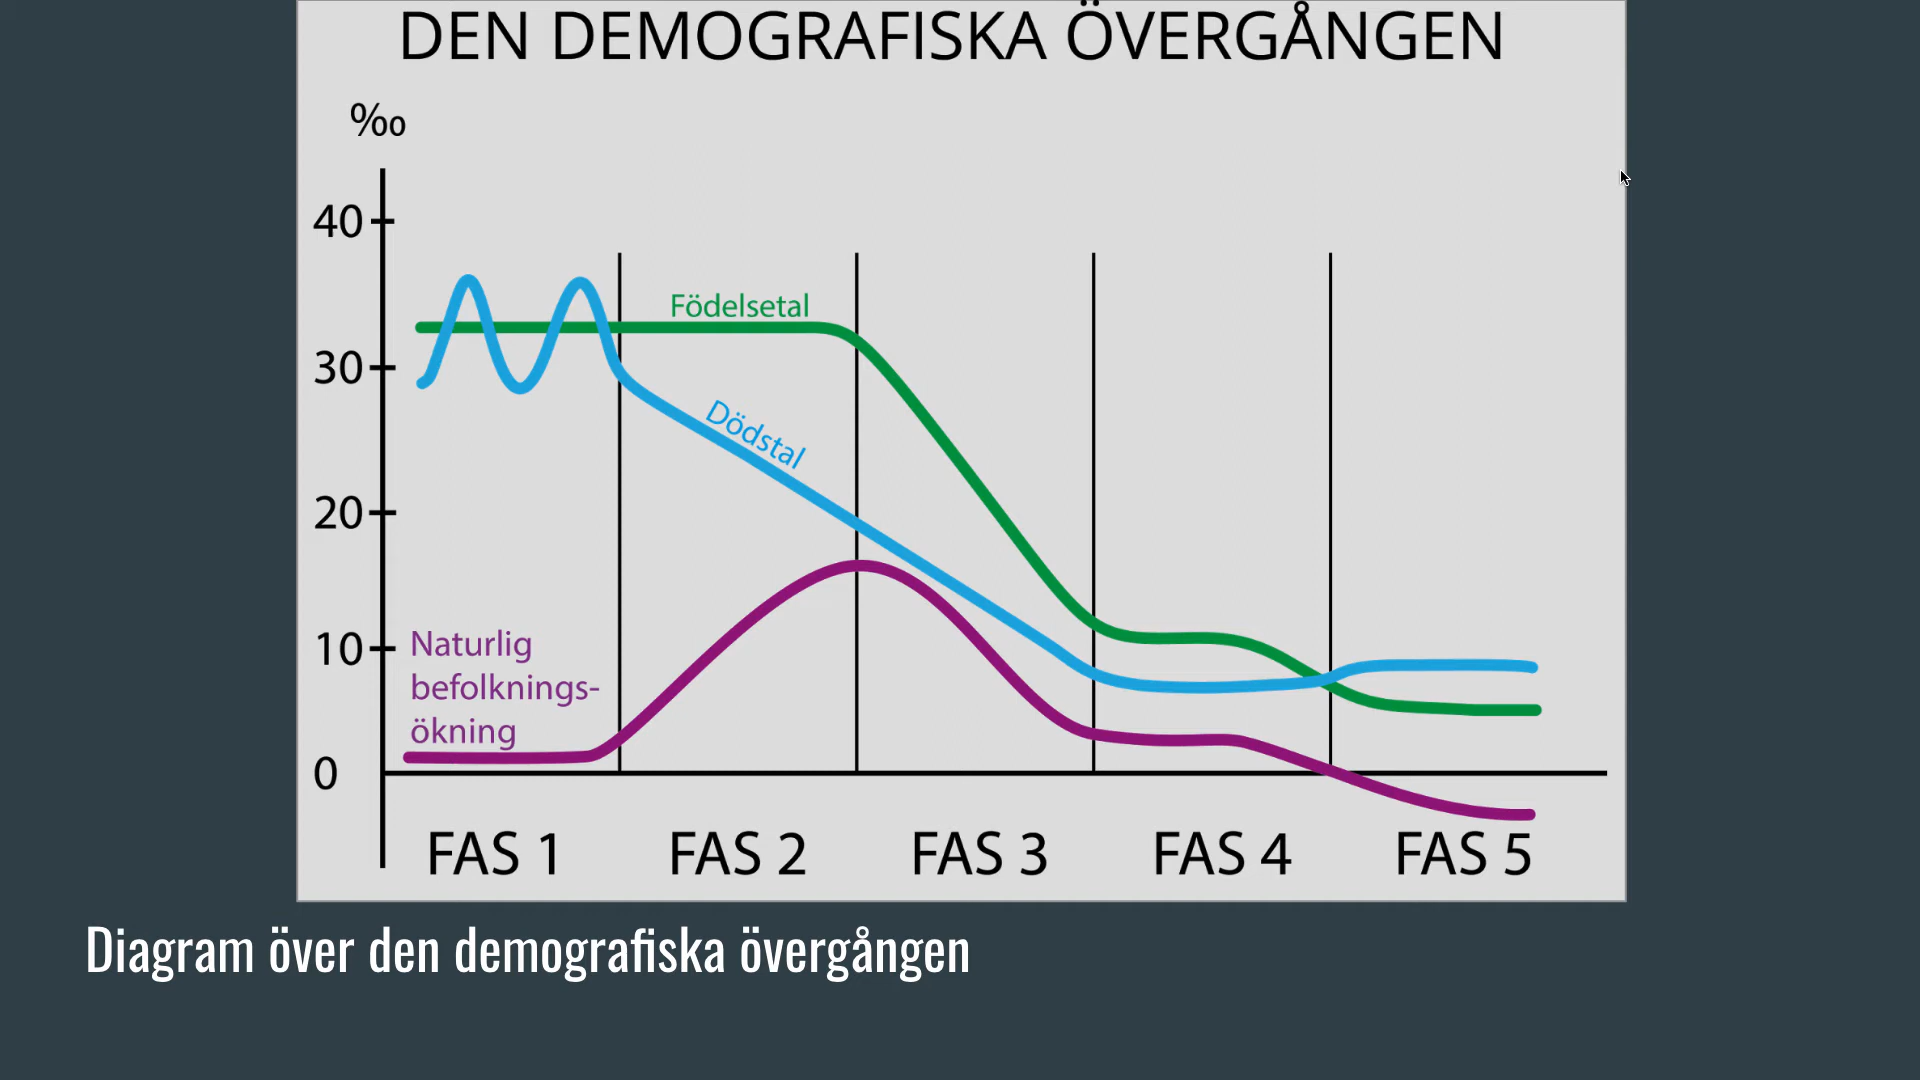 DEN DEMOGRAFISKA ÖVERGÅNGEN
‰
40
30
20
10
0
Födelsetal
Dödstal
Naturlig
befolknings-
ökning
FAS 1 FAS 2 FAS 3 FAS 4 FAS 5
Diagram över den demografiska övergången